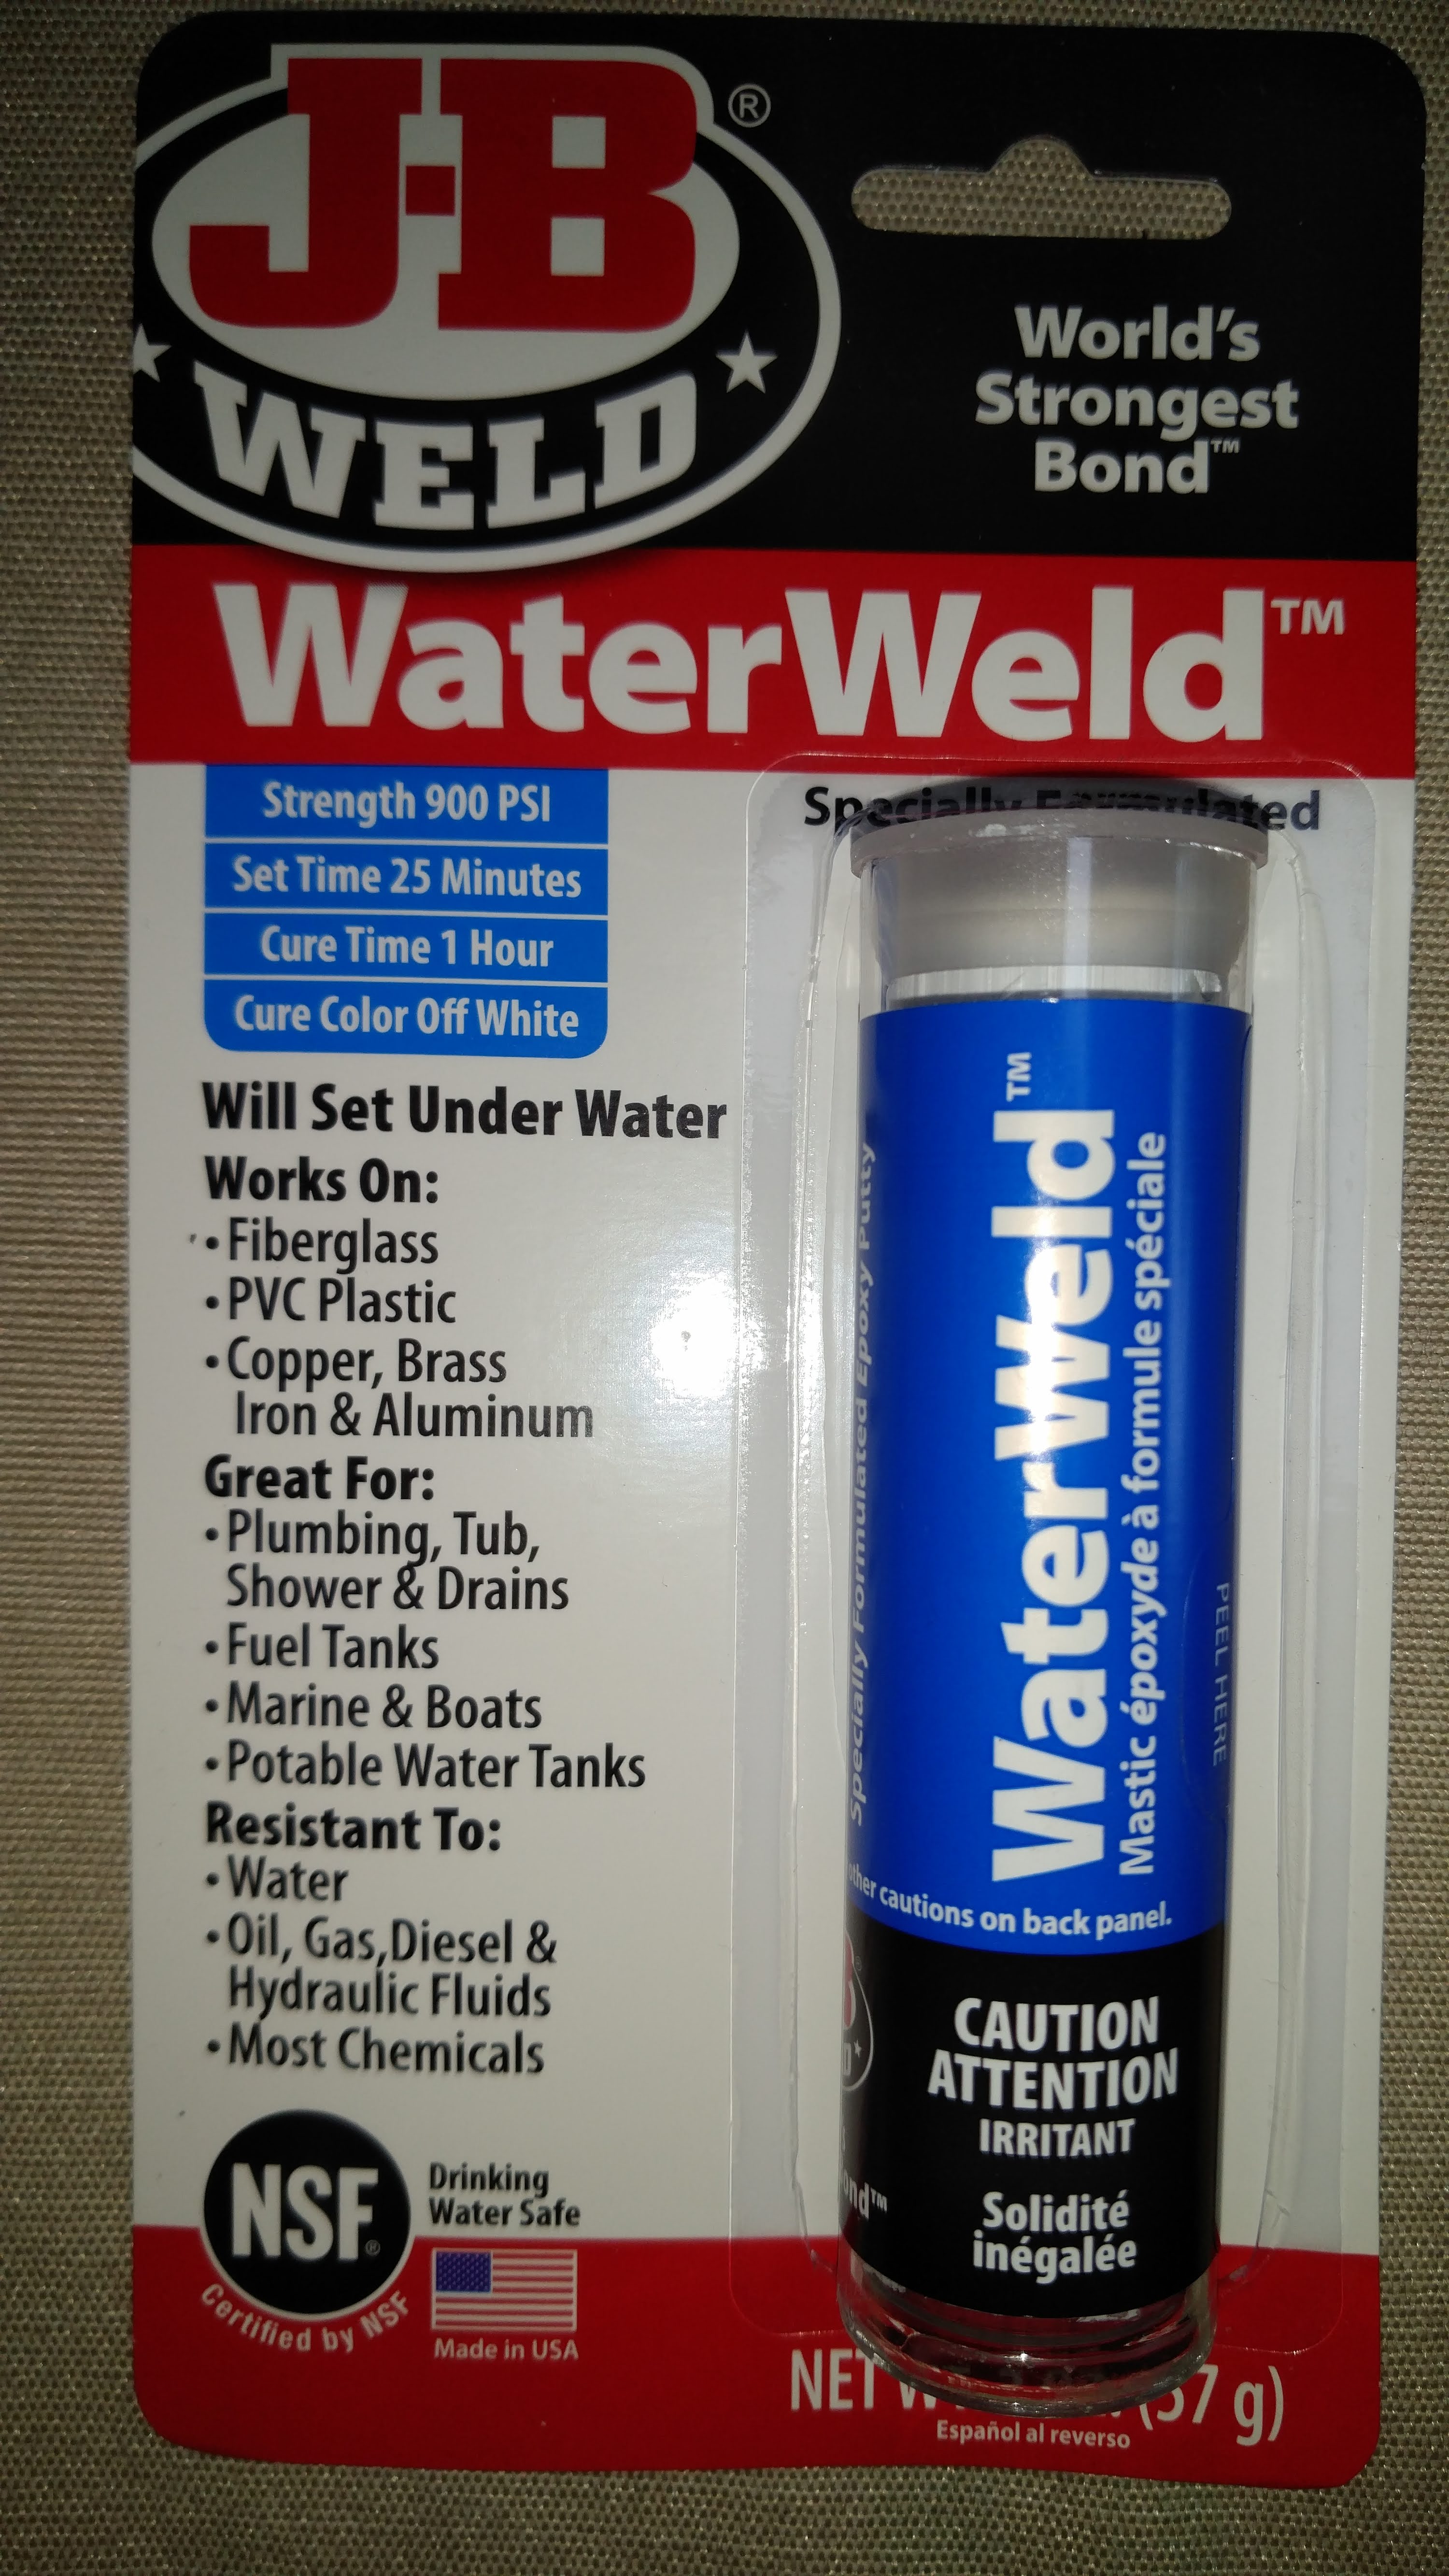 J-B®
WELD
World's
Strongest
Bond™
WaterWeld™
Strength 900 PSI
Set Time 25 Minutes
Cure Time 1 Hour
Cure Color Off White
Specially Formulated
Will Set Under Water
Works On:
• Fiberglass
• PVC Plastic
• Copper, Brass
Iron & Aluminum
Great For:
• Plumbing, Tub,
Shower & Drains
• Fuel Tanks
• Marine & Boats
• Potable Water Tanks
Resistant To:
• Water
• Oil, Gas,Diesel &
Hydraulic Fluids
• Most Chemicals
NSF®
Certified by NSF
Drinking
Water Safe
Made in USA
Specially Formulated Epoxy Putty
WaterWeld™
Mastic époxyde à formule spéciale
PEEL HERE
other cautions on back panel.
CAUTION
ATTENTION
IRRITANT
Solidité
inégalée
NET (57 g)
Español al reverso